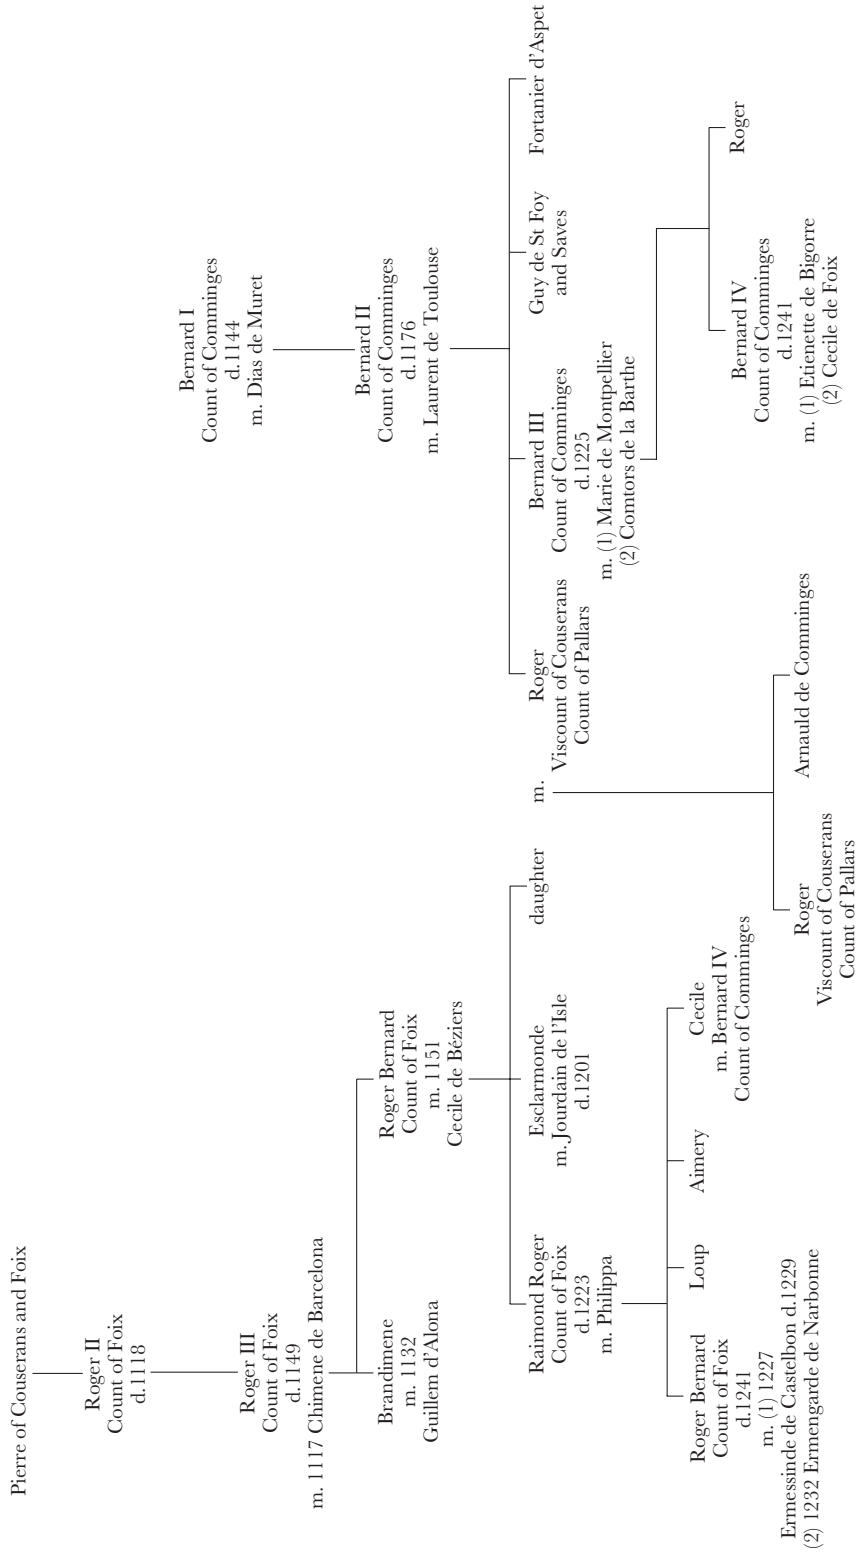 Pierre of Couserans and Foix
Roger II
Count of Foix
d.1118
Roger III
Count of Foix
d.1149
m. 1117 Chimene de Barcelona
Brandimene
m. 1132
Guillem d'Alona
Roger Bernard
Count of Foix
m. 1151
Cecile de Béziers
Raimond Roger
Count of Foix
d.1223
m. Philippa
Esclarmonde
m. Jourdain de l'Isle
d.1201
daughter
m.
Roger Bernard
Count of Foix
d.1241
m. (1) 1227
Ermessinde de Castelbon d.1229
(2) 1232 Ermengarde de Narbonne
Loup
Aimery
Cecile
m. Bernard IV
Count of Comminges
Bernard I
Count of Comminges
d.1144
m. Dias de Muret
Bernard II
Count of Comminges
d.1176
m. Laurent de Toulouse
Roger
Viscount of Couserans
Count of Pallars
Bernard III
Count of Comminges
d.1225
m. (1) Marie de Montpellier
(2) Comtors de la Barthe
Guy de St Foy
and Saves
Fortanier d'Aspet
Bernard IV
Count of Comminges
d.1241
m. (1) Etienette de Bigorre
(2) Cecile de Foix
Roger
Roger
Viscount of Couserans
Count of Pallars
Arnauld de Comminges